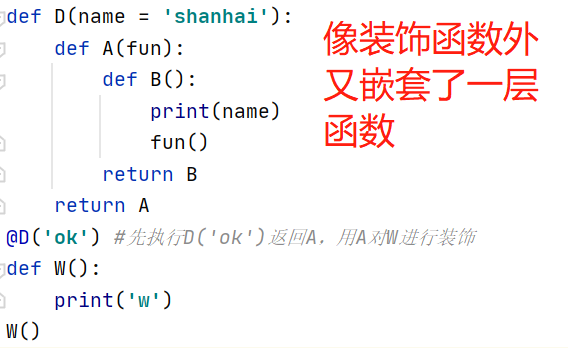 def D(name = 'shanhai'):
    def A(fun):
        def B():
            print(name)
            fun()
        return B
    return A
@D('ok') #先执行D('ok')返回A．用A对W进行装饰
def W():
    print('w')
W()
像装饰函数外
又嵌套了一层
函数